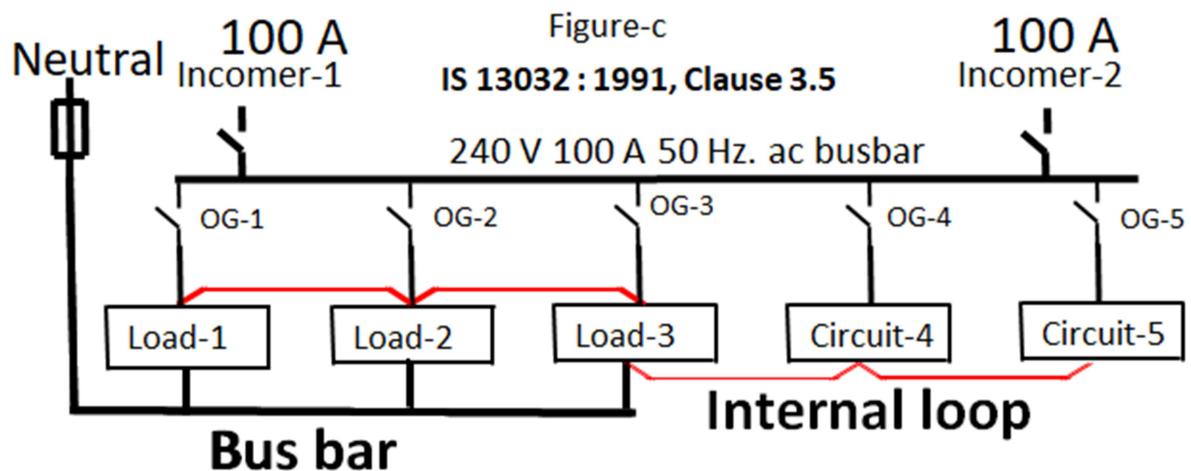 Figure-c
Neutral
100 A
Incomer-1
IS 13032 : 1991, Clause 3.5
100 A
Incomer-2
240 V 100 A 50 Hz. ac busbar
OG-1
OG-2
OG-3
OG-4
OG-5
Load-1
Load-2
Load-3
Circuit-4
Circuit-5
Internal loop
Bus bar